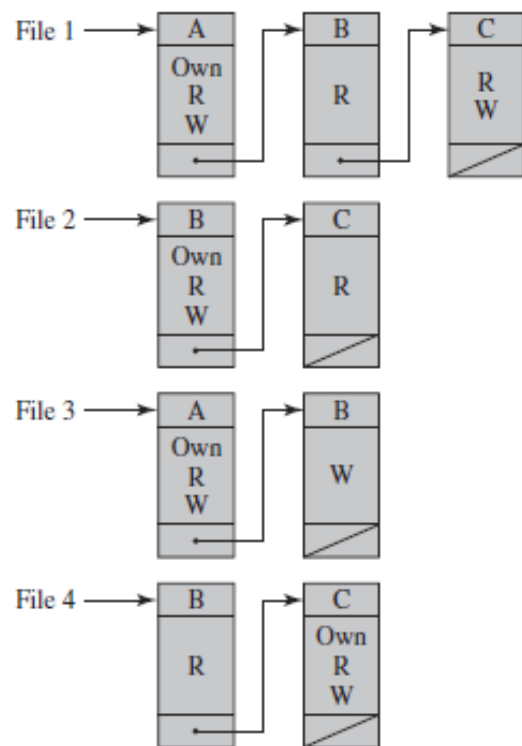 File 1 A B C
Own
R R R
W W
File 2 B C
Own
R R
W
File 3 A B
Own
R W
W
File 4 B C
Own
R R
W